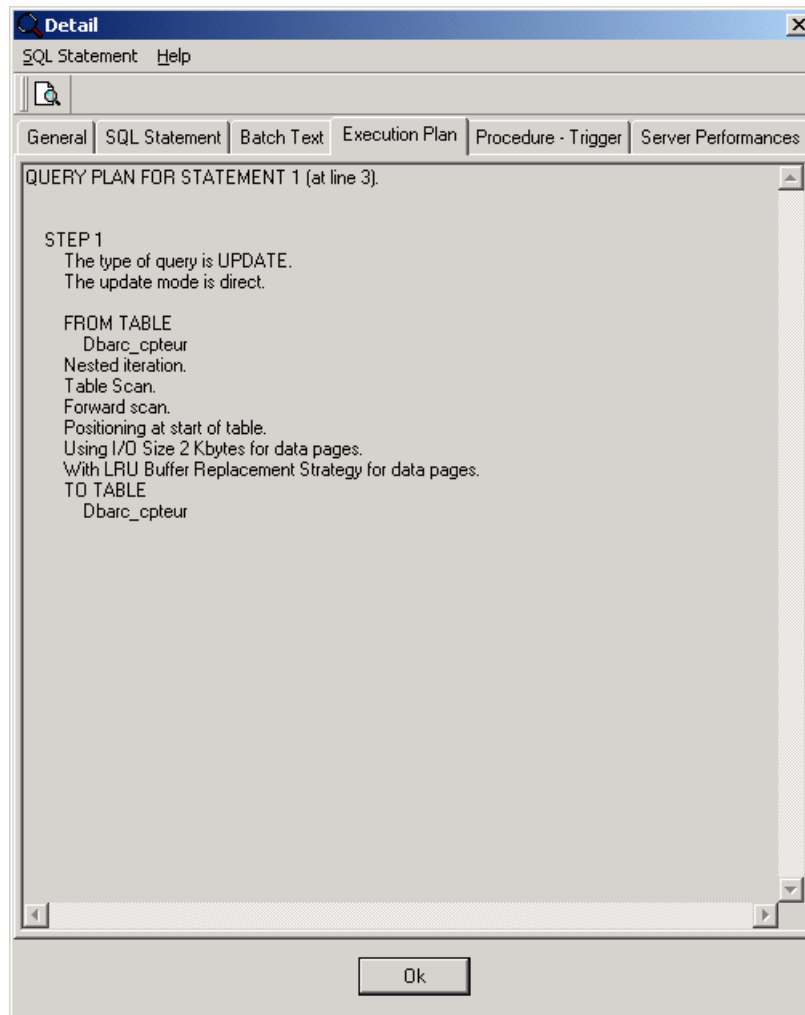 Detail
SQL Statement Help
General SQL Statement Batch Text Execution Plan Procedure - Trigger Server Performances
QUERY PLAN FOR STATEMENT 1 (at line 3).
STEP 1
The type of query is UPDATE.
The update mode is direct.
FROM TABLE
Dbarc_cpteur
Nested iteration.
Table Scan.
Forward scan.
Positioning at start of table.
Using I/O Size 2 Kbytes for data pages.
With LRU Buffer Replacement Strategy for data pages.
TO TABLE
Dbarc_cpteur
Ok